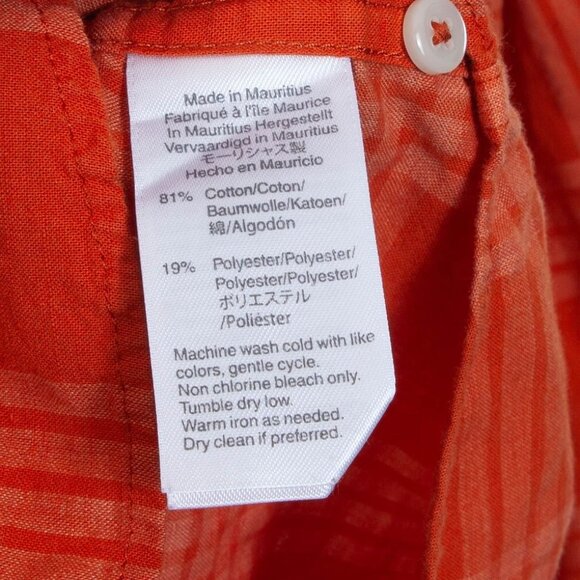 Made in Mauritius
Fabriqué à l'île Maurice
In Mauritius Hergestellt
Vervaardigd in Mauritius
モーリシャス製
Hecho en Mauricio
81% Cotton/Coton/
Baumwolle/Katoen/
綿/Algodón
19% Polyester/Polyester/
Polyester/Polyester/
ポリエステル
/Poliéster
Machine wash cold with like
colors, gentle cycle.
Non chlorine bleach only.
Tumble dry low.
Warm iron as needed.
Dry clean if preferred.